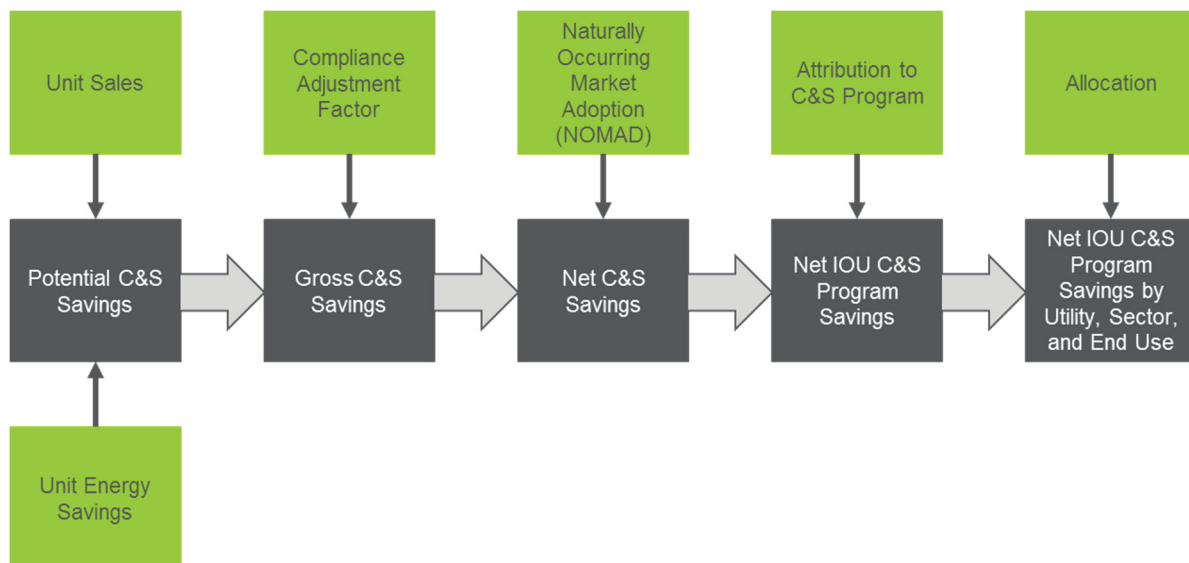 Unit Sales
Compliance
Adjustment
Factor
Naturally
Occurring
Market
Adoption
(NOMAD)
Attribution to
C&S Program
Allocation
Potential C&S
Savings
Gross C&S
Savings
Net C&S
Savings
Net IOU C&S
Program
Savings
Net IOU C&S
Program
Savings by
Utility, Sector,
and End Use
Unit Energy
Savings